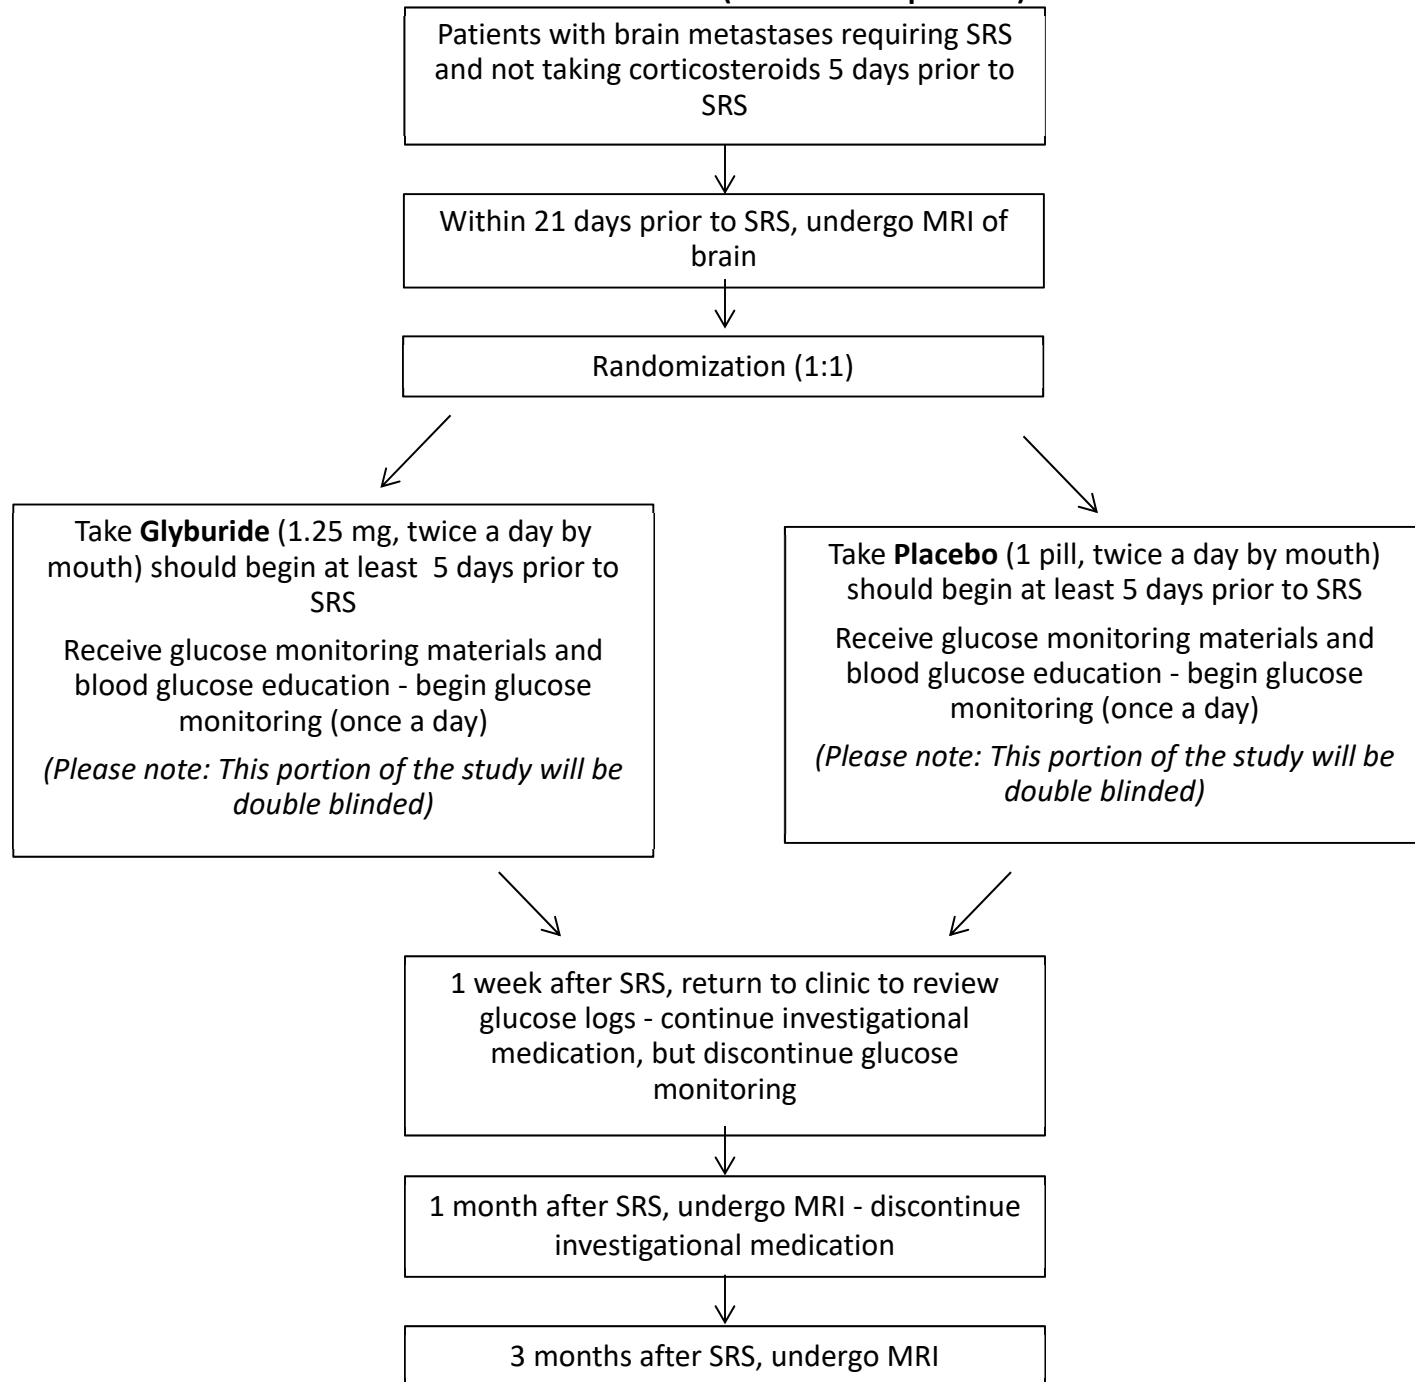 Patients with brain metastases requiring SRS
and not taking corticosteroids 5 days prior to
SRS
Within 21 days prior to SRS, undergo MRI of
brain
Randomization (1:1)
Take Glyburide (1.25 mg, twice a day by
mouth) should begin at least 5 days prior to
SRS
Receive glucose monitoring materials and
blood glucose education - begin glucose
monitoring (once a day)
(Please note: This portion of the study will be
double blinded)
Take Placebo (1 pill, twice a day by mouth)
should begin at least 5 days prior to SRS
Receive glucose monitoring materials and
blood glucose education - begin glucose
monitoring (once a day)
(Please note: This portion of the study will be
double blinded)
1 week after SRS, return to clinic to review
glucose logs - continue investigational
medication, but discontinue glucose
monitoring
1 month after SRS, undergo MRI - discontinue
investigational medication
3 months after SRS, undergo MRI